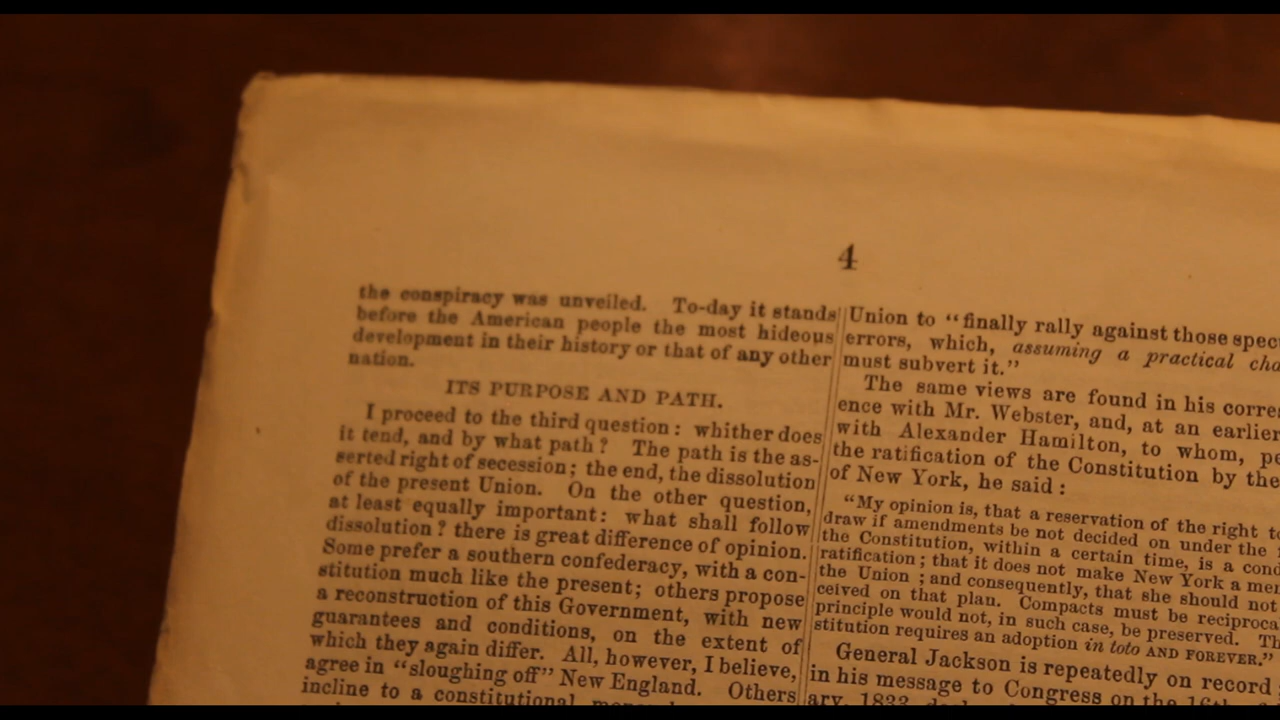 4
the conspiracy was unveiled. To-day it stands
before the American people the most hideous
development in their history or that of any other
nation.
ITS PURPOSE AND PATH.
I proceed to the third question: whither does
it tend, and by what path? The path is the as-
serted right of secession; the end, the dissolution
of the present Union. On the other question,
at least equally important: what shall follow
dissolution? there is great difference of opinion.
Some prefer a southern confederacy, with a con-
stitution much like the present; others propose
a reconstruction of this Government, with new
guarantees and conditions, on the extent of
which they again differ. All, however, I believe,
agree in "sloughing off" New England. Others
incline to a constitutional
Union to "finally rally against those spec
errors, which, assuming a practical cha
must subvert it."
The same views are found in his corre
ence with Mr. Webster, and, at an earlier
with Alexander Hamilton, to whom, pe
the ratification of the Constitution by the
of New York, he said:
"My opinion is, that a reservation of the right t
draw if amendments be not decided on under the
the Constitution, within a certain time, is a cond
ratification; that it does not make New York a mem
the Union; and consequently, that she should not
ceived on that plan. Compacts must be reciproca
principle would not, in such case, be preserved. Th
stitution requires an adoption in toto AND FOREVER."
General Jackson is repeatedly on record
in his message to Congress on the 16th
ary, 1833,